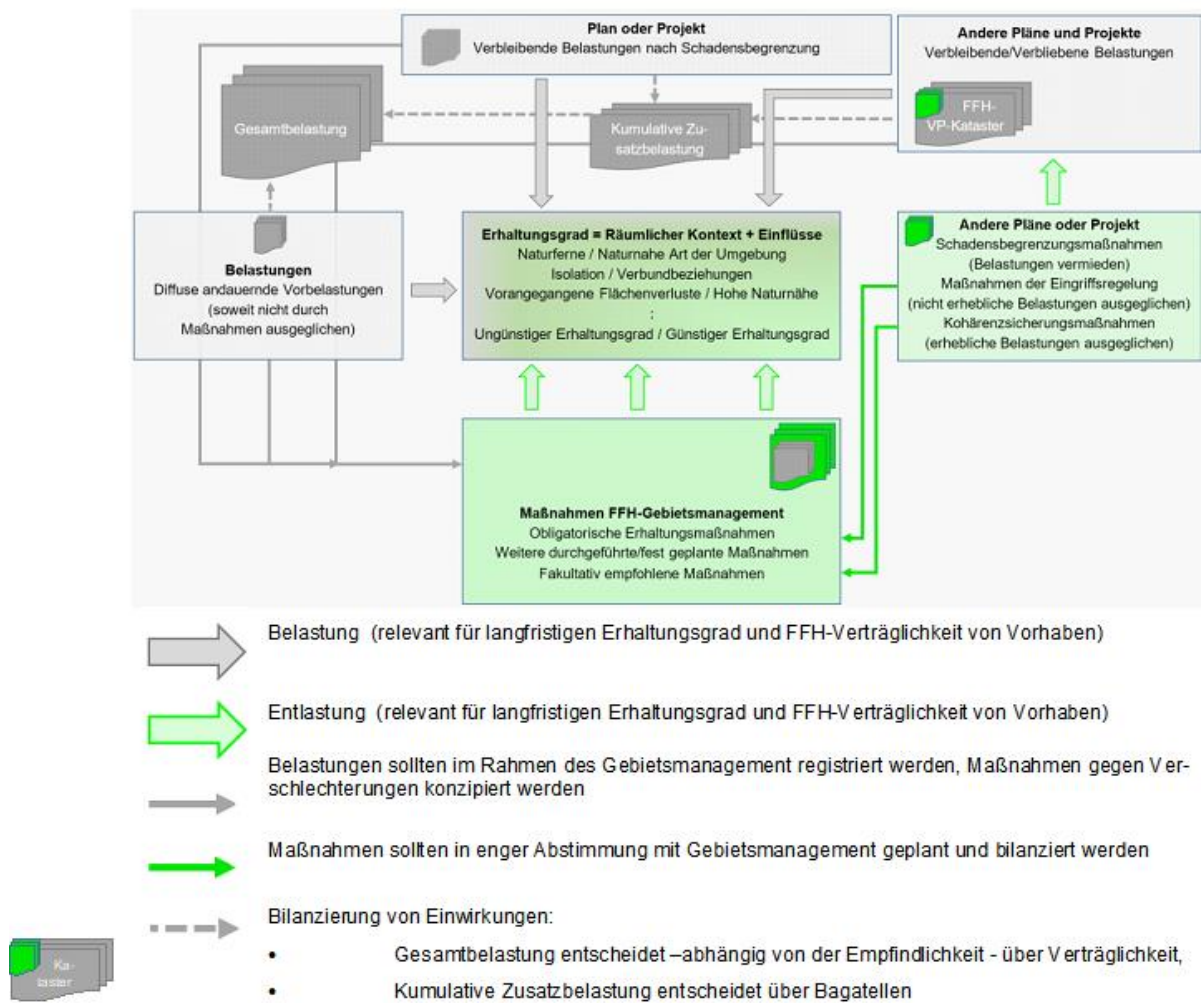 Plan oder Projekt
Verbleibende Belastungen nach Schadensbegrenzung
Andere Pläne und Projekte
Verbleibende/Verbliebene Belastungen
FFH-
VP-Kataster
Gesamtbelastung
Kumulative Zu-
satzbelastung
Belastungen
Diffuse andauernde Vorbelastungen
(soweit nicht durch
Maßnahmen ausgeglichen)
Erhaltungsgrad = Räumlicher Kontext + Einflüsse
Naturferne / Naturnahe Art der Umgebung
Isolation / Verbundbeziehungen
Vorangegangene Flächenverluste / Hohe Naturnähe
:
Ungünstiger Erhaltungsgrad / Günstiger Erhaltungsgrad
Andere Pläne oder Projekt
Schadensbegrenzungsmaßnahmen
(Belastungen vermieden)
Maßnahmen der Eingriffsregelung
(nicht erhebliche Belastungen ausgeglichen)
Kohärenzsicherungsmaßnahmen
(erhebliche Belastungen ausgeglichen)
Maßnahmen FFH-Gebietsmanagement
Obligatorische Erhaltungsmaßnahmen
Weitere durchgeführte/fest geplante Maßnahmen
Fakultativ empfohlene Maßnahmen
Belastung (relevant für langfristigen Erhaltungsgrad und FFH-Verträglichkeit von Vorhaben)
Entlastung (relevant für langfristigen Erhaltungsgrad und FFH-Verträglichkeit von Vorhaben)
Belastungen sollten im Rahmen des Gebietsmanagement registriert werden, Maßnahmen gegen Ver-
schlechterungen konzipiert werden
Maßnahmen sollten in enger Abstimmung mit Gebietsmanagement geplant und bilanziert werden
Bilanzierung von Einwirkungen:
• Gesamtbelastung entscheidet –abhängig von der Empfindlichkeit - über Verträglichkeit,
• Kumulative Zusatzbelastung entscheidet über Bagatellen
Ka-
taster